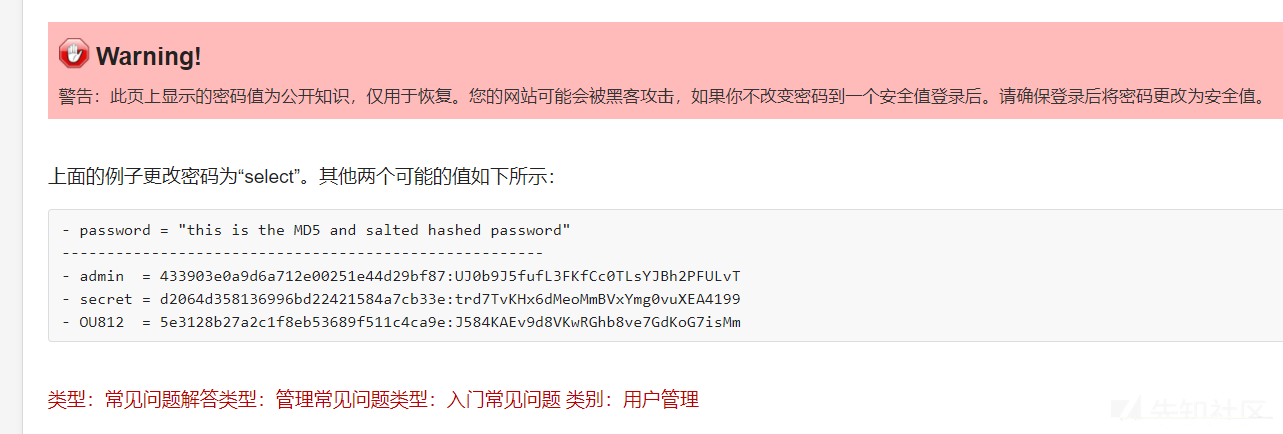 Warning!
警告：此页上显示的密码值为公开知识，仅用于恢复。您的网站可能会被黑客攻击，如果你不改变密码到一个安全值登录后。请确保登录后将密码更改为安全值。
上面的例子更改密码为“select”。其他两个可能的值如下所示：
- password = "this is the MD5 and salted hashed password"
------------------------------------------------------
- admin  = 433903e0a9d6a712e00251e44d29bf87:UJ0b9J5fufL3FKfCc0TLsYJBh2PFULvT
- secret = d2064d358136996bd22421584a7cb33e:trd7TvKHx6dMeoMmBVxYmg0vuXEA4199
- OU812  = 5e3128b27a2c1f8eb53689f511c4ca9e:J584KAEv9d8VKwRGhb8ve7GdKoG7isMm
类型：常见问题解答类型：管理常见问题类型：入门常见问题 类别：用户管理
先知社区